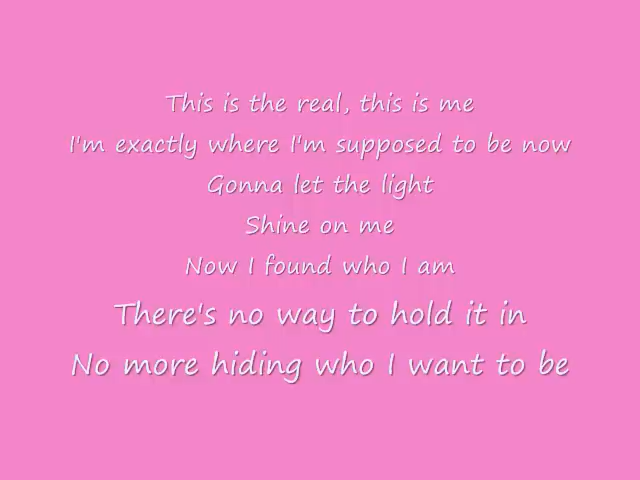 This is the real, this is me
I'm exactly where I'm supposed to be now
Gonna let the light
Shine on me
Now I found who I am
There's no way to hold it in
No more hiding who I want to be